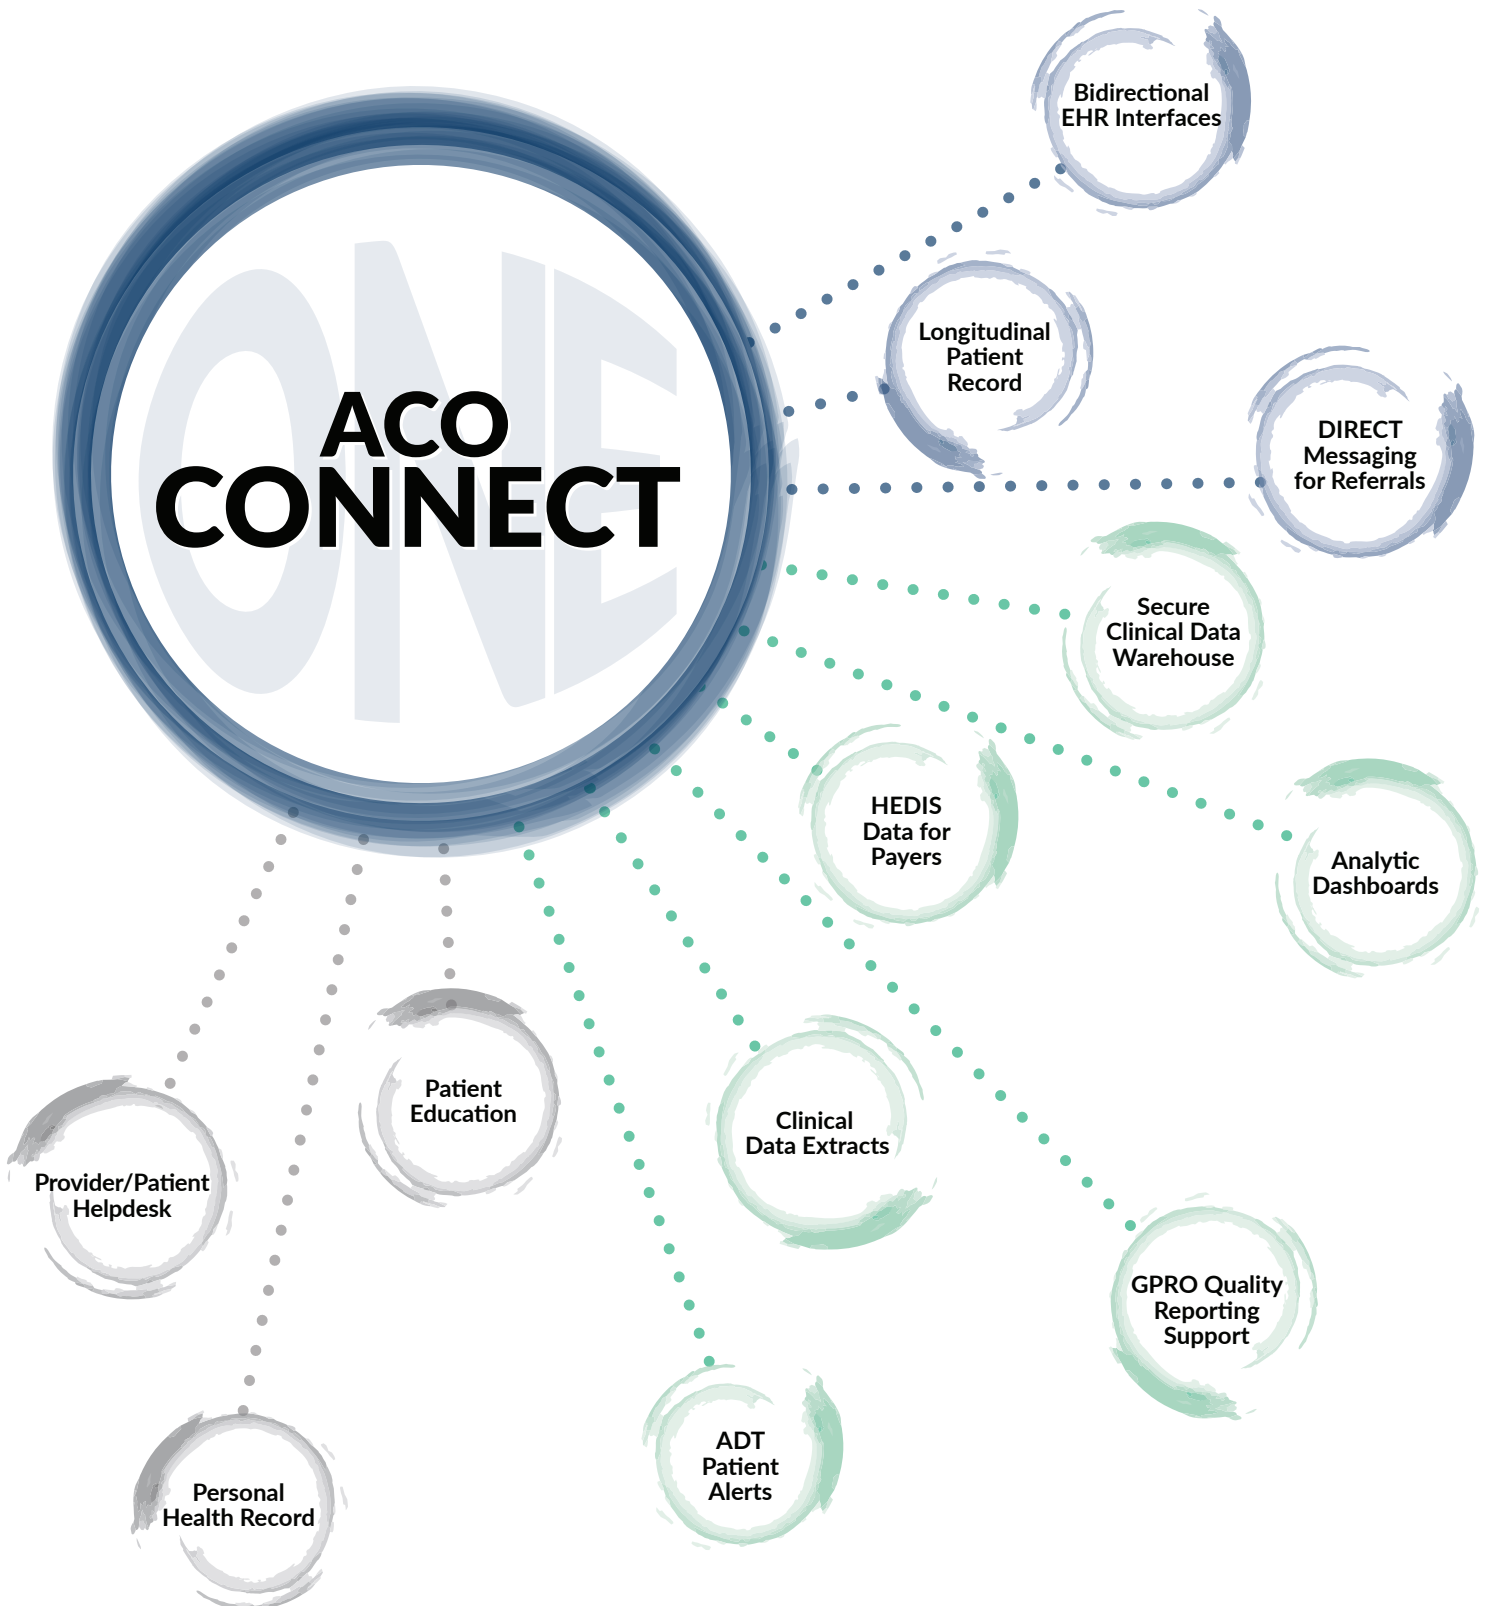 ONE
ACO
CONNECT
Bidirectional
EHR Interfaces
Longitudinal
Patient
Record
DIRECT
Messaging
for Referrals
Secure
Clinical Data
Warehouse
HEDIS
Data for
Payers
Analytic
Dashboards
Patient
Education
Clinical
Data Extracts
Provider/Patient
Helpdesk
GPRO Quality
Reporting
Support
ADT
Patient
Alerts
Personal
Health Record